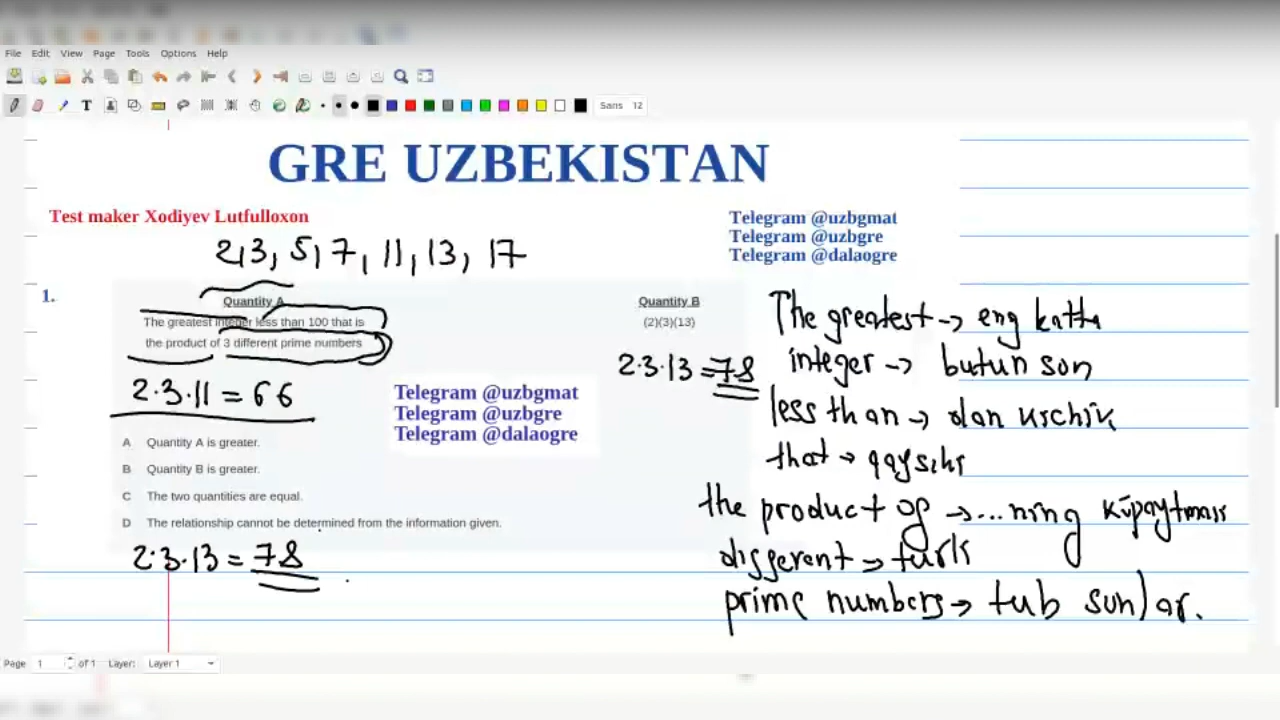 File Edit View Page Tools Options Help
Sans 12
GRE UZBEKISTAN
Test maker Xodiyev Lutfulloxon
Telegram @uzbgmat
Telegram @uzbgre
Telegram @dalaogre
2,3, 5, 7, 11, 13, 17
1.
Quantity A
The greatest integer less than 100 that is
the product of 3 different prime numbers
2·3·11 = 66
Quantity B
(2)(3)(13)
2·3·13 = 78
Telegram @uzbgmat
Telegram @uzbgre
Telegram @dalaogre
A Quantity A is greater.
B Quantity B is greater.
C The two quantities are equal.
D The relationship cannot be determined from the information given.
2·3·13 = 78
The greatest → eng katta
integer → butun son
less than → dan kichik
that →
the product of → ...ning
different → turli
prime numbers → tub sonlar.
Page 1 of 1 Layer: Layer 1